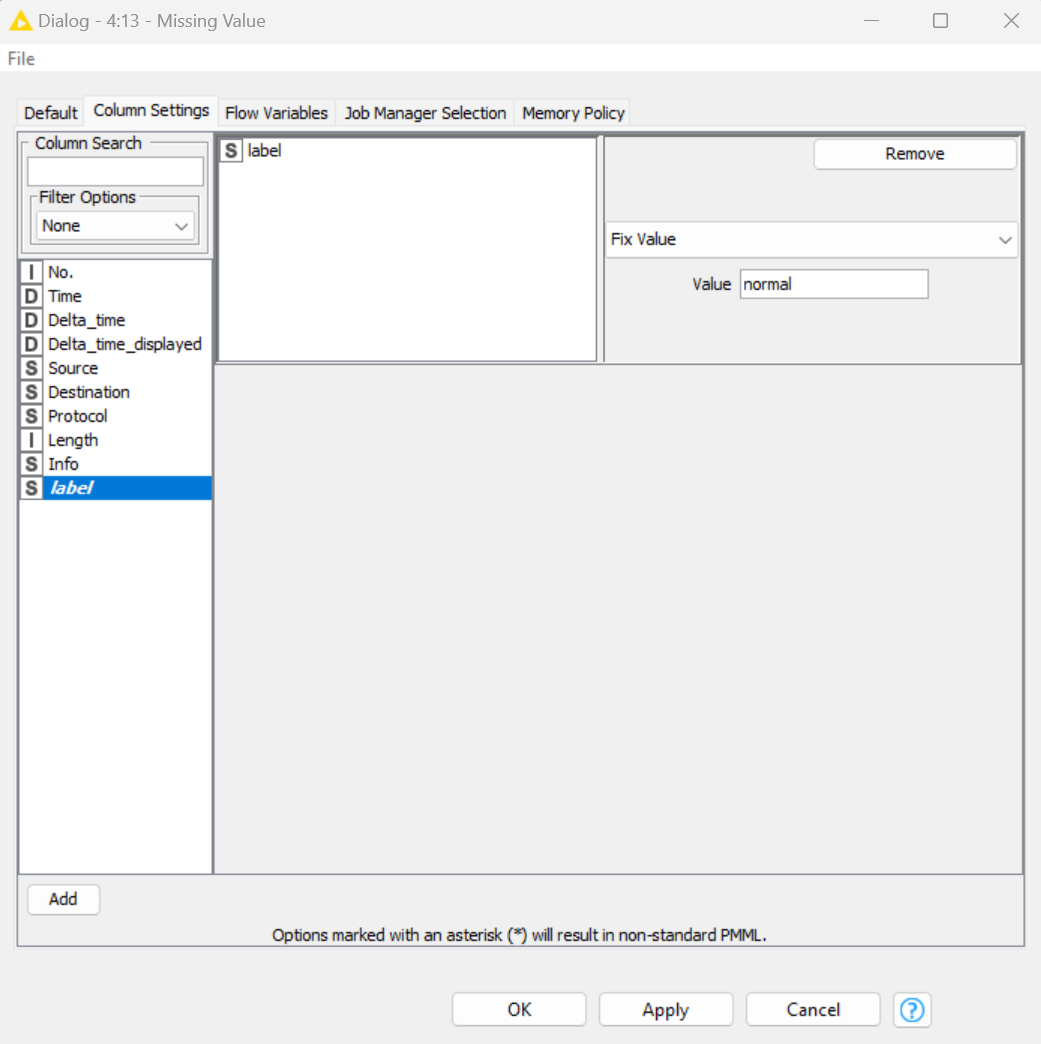 Dialog - 4:13 - Missing Value
File
Default Column Settings Flow Variables Job Manager Selection Memory Policy
Column Search
Filter Options
None
I No.
D Time
D Delta_time
D Delta_time_displayed
S Source
S Destination
S Protocol
I Length
S Info
S label
S label
Remove
Fix Value
Value normal
Add
Options marked with an asterisk (*) will result in non-standard PMML.
OK Apply Cancel ?